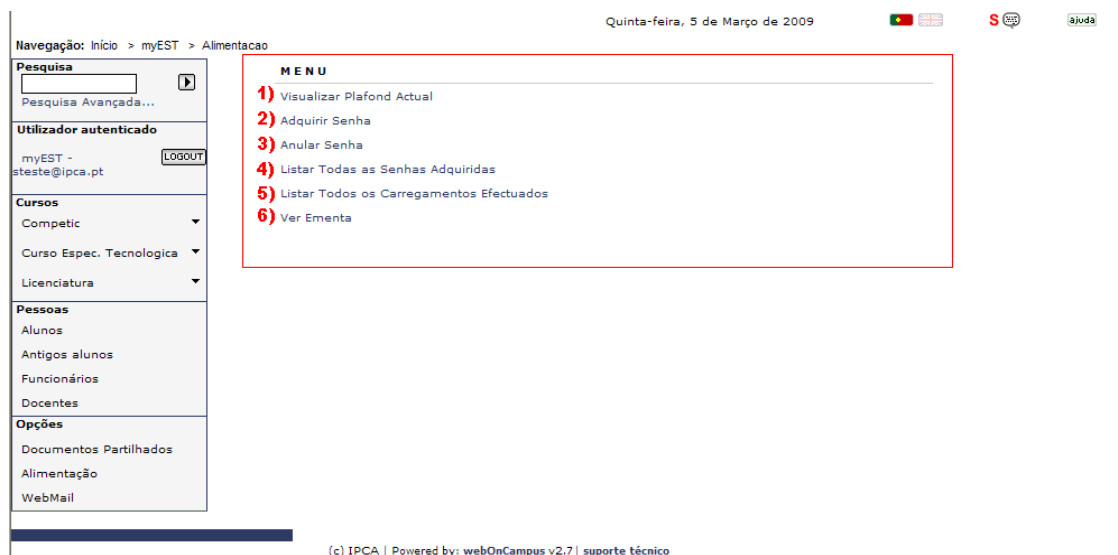 Quinta-feira, 5 de Março de 2009
S
ajuda
Navegação: Início > myEST > Alimentacao
Pesquisa
Pesquisa Avançada...
Utilizador autenticado
myEST - LOGOUT
steste@ipca.pt
Cursos
Competic
Curso Espec. Tecnologica
Licenciatura
Pessoas
Alunos
Antigos alunos
Funcionários
Docentes
Opções
Documentos Partilhados
Alimentação
WebMail
MENU
1) Visualizar Plafond Actual
2) Adquirir Senha
3) Anular Senha
4) Listar Todas as Senhas Adquiridas
5) Listar Todos os Carregamentos Efectuados
6) Ver Ementa
(c) IPCA | Powered by: webOnCampus v2.7| suporte técnico